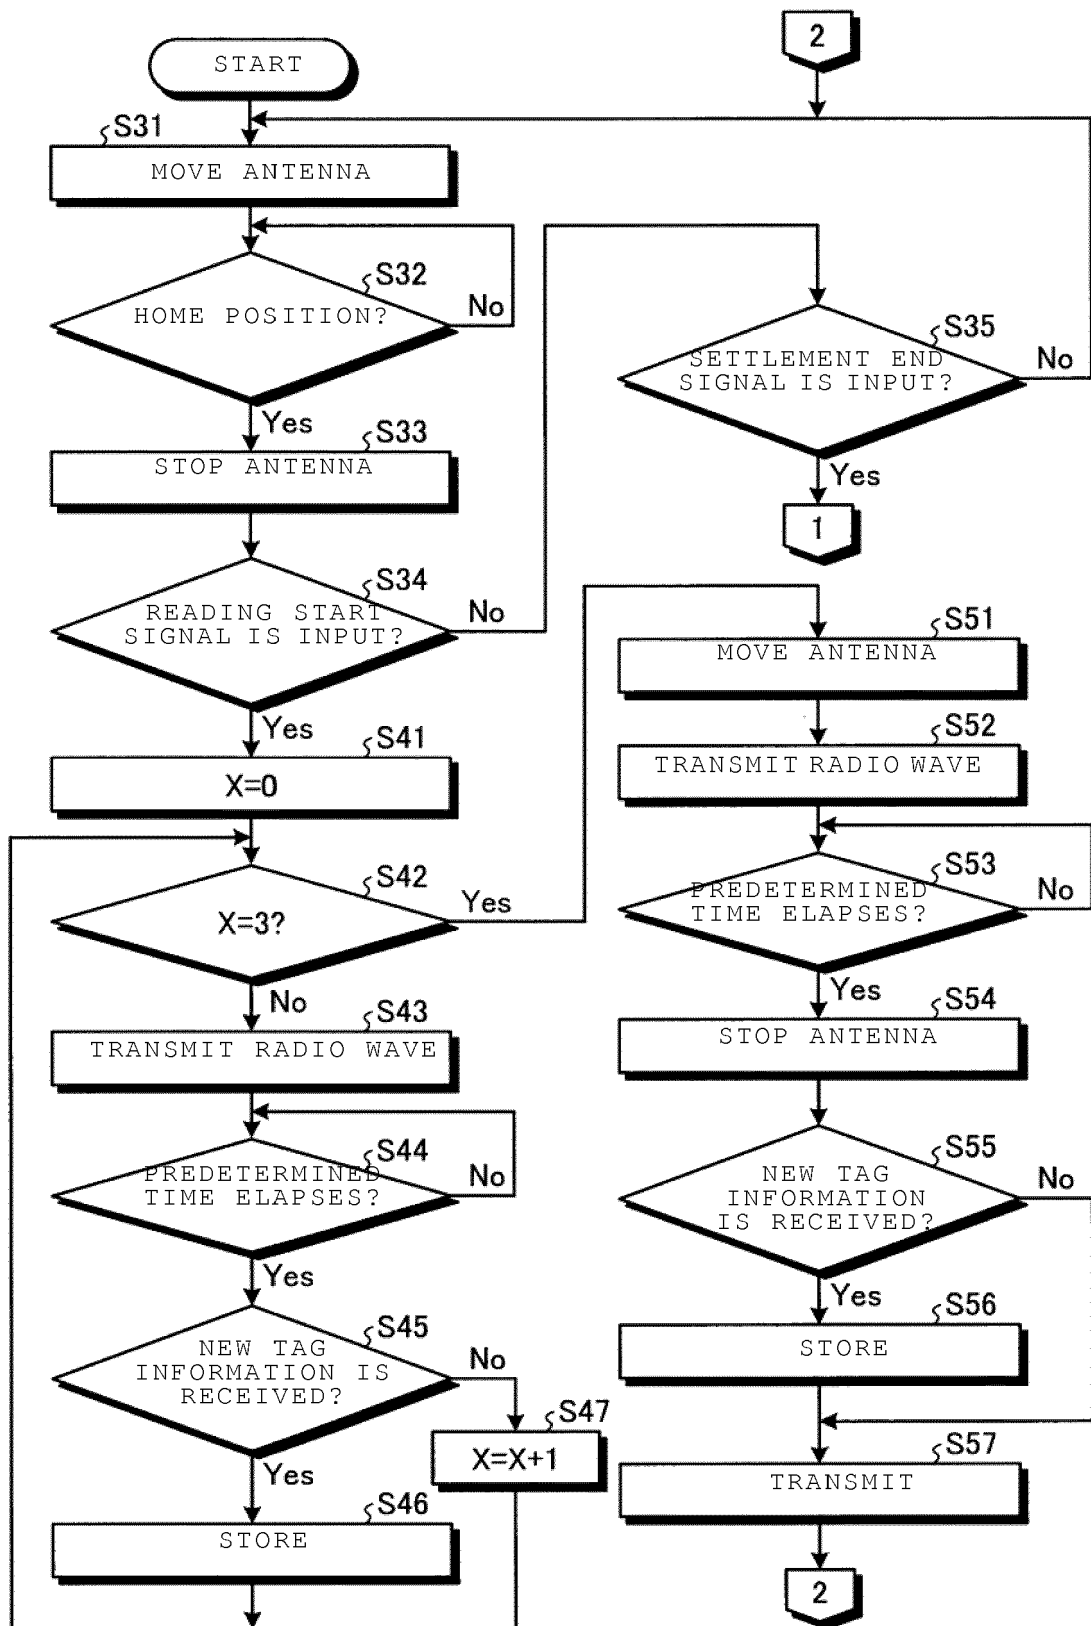 START
S31
MOVE ANTENNA
S32
HOME POSITION?
No
Yes
S33
STOP ANTENNA
S34
READING START
SIGNAL IS INPUT?
No
Yes
S41
X=0
S42
X=3?
Yes
No
S43
TRANSMIT RADIO WAVE
S44
PREDETERMINED
TIME ELAPSES?
No
Yes
S45
NEW TAG
INFORMATION IS
RECEIVED?
No
S47
X=X+1
Yes
S46
STORE
2
S35
SETTLEMENT END
SIGNAL IS INPUT?
No
Yes
1
S51
MOVE ANTENNA
S52
TRANSMIT RADIO WAVE
S53
PREDETERMINED
TIME ELAPSES?
No
Yes
S54
STOP ANTENNA
S55
NEW TAG
INFORMATION
IS RECEIVED?
No
Yes
S56
STORE
S57
TRANSMIT
2